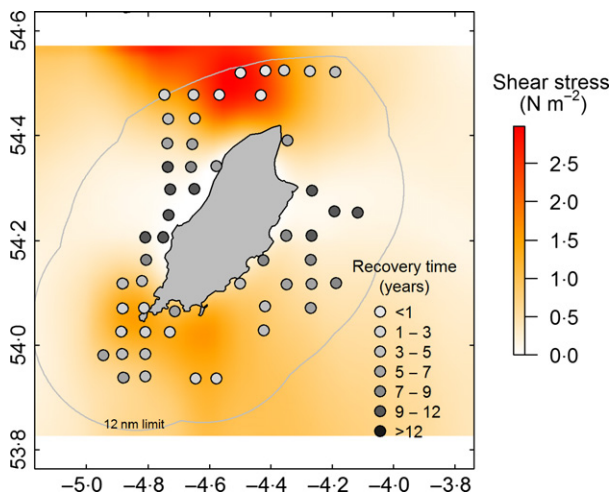 54·6
54·4
54·2
54·0
53·8
−5·0 −4·8 −4·6 −4·4 −4·2 −4·0 −3·8
12 nm limit
Recovery time
(years)
<1
1 – 3
3 – 5
5 – 7
7 – 9
9 – 12
>12
Shear stress
(N m⁻²)
2·5
2·0
1·5
1·0
0·5
0·0